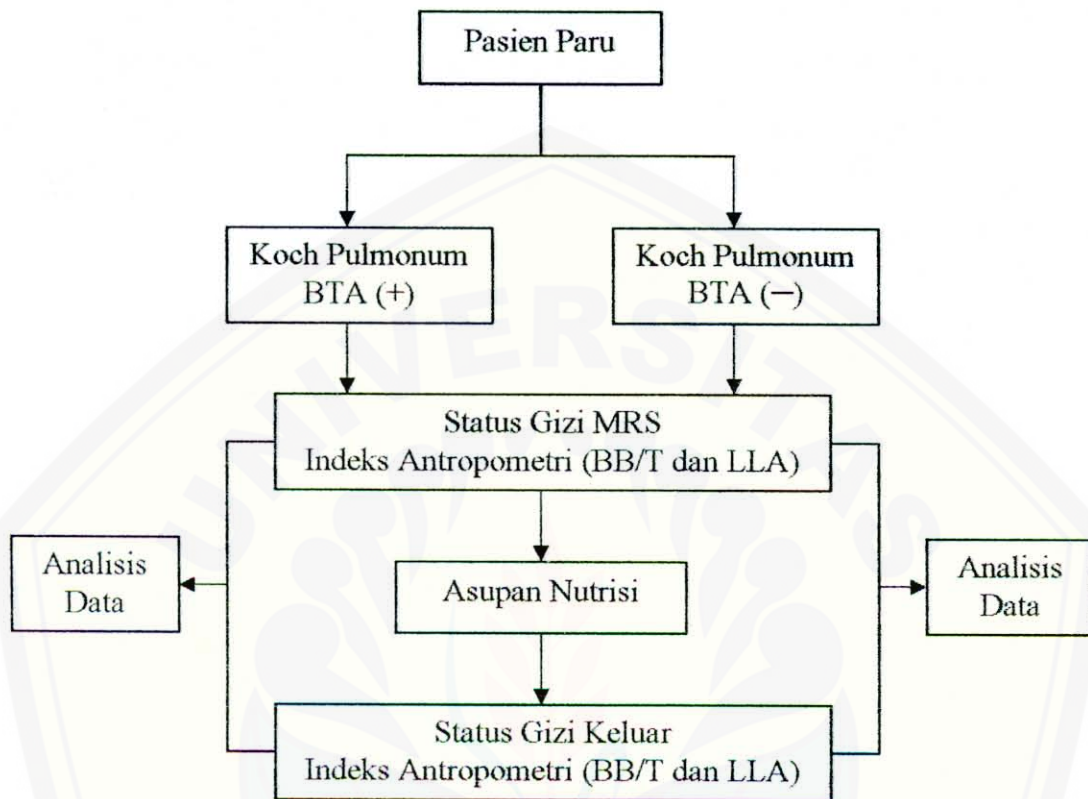 Pasien Paru
Koch Pulmonum
BTA (+)
Koch Pulmonum
BTA (—)
Status Gizi MRS
Indeks Antropometri (BB/T dan LLA)
Analisis
Data
Asupan Nutrisi
Analisis
Data
Status Gizi Keluar
Indeks Antropometri (BB/T dan LLA)
UNIVERSITAS